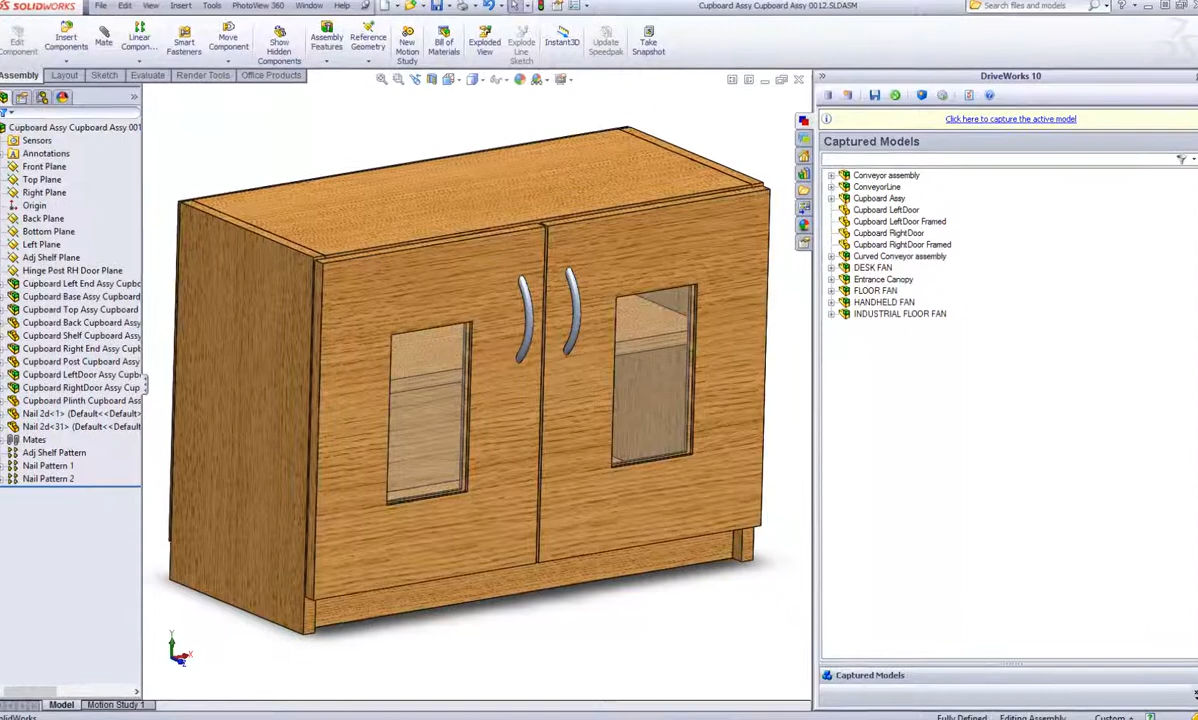 SOLIDWORKS File Edit View Insert Tools PhotoView 360 Window Help Cupboard Assy Cupboard Assy 0012.SLDASM Search files and models
Edit Component
Insert Components
Mate
Linear Compon...
Smart Fasteners
Move Component
Show Hidden Components
Assembly Features
Reference Geometry
New Motion Study
Bill of Materials
Exploded View
Explode Line Sketch
Instant3D
Update Speedpak
Take Snapshot
Assembly Layout Sketch Evaluate Render Tools Office Products
Cupboard Assy Cupboard Assy 001
Sensors
Annotations
Front Plane
Top Plane
Right Plane
Origin
Back Plane
Bottom Plane
Left Plane
Adj Shelf Plane
Hinge Post RH Door Plane
Cupboard Left End Assy Cupbo
Cupboard Base Assy Cupboard
Cupboard Top Assy Cupboard
Cupboard Back Cupboard Assy
Cupboard Shelf Cupboard Assy
Cupboard Right End Assy Cupb
Cupboard Post Cupboard Assy
Cupboard LeftDoor Assy Cupb
Cupboard RightDoor Assy Cup
Cupboard Plinth Cupboard Ass
Nail 2d<1> (Default<<Default>
Nail 2d<31> (Default<<Defaul
Mates
Adj Shelf Pattern
Nail Pattern 1
Nail Pattern 2
Y
X
Z
Model Motion Study 1
DriveWorks 10
Click here to capture the active model
Captured Models
Conveyor assembly
ConveyorLine
Cupboard Assy
Cupboard LeftDoor
Cupboard LeftDoor Framed
Cupboard RightDoor
Cupboard RightDoor Framed
Curved Conveyor assembly
DESK FAN
Entrance Canopy
FLOOR FAN
HANDHELD FAN
INDUSTRIAL FLOOR FAN
Captured Models
SolidWorks Fully Defined Editing Assembly Custom